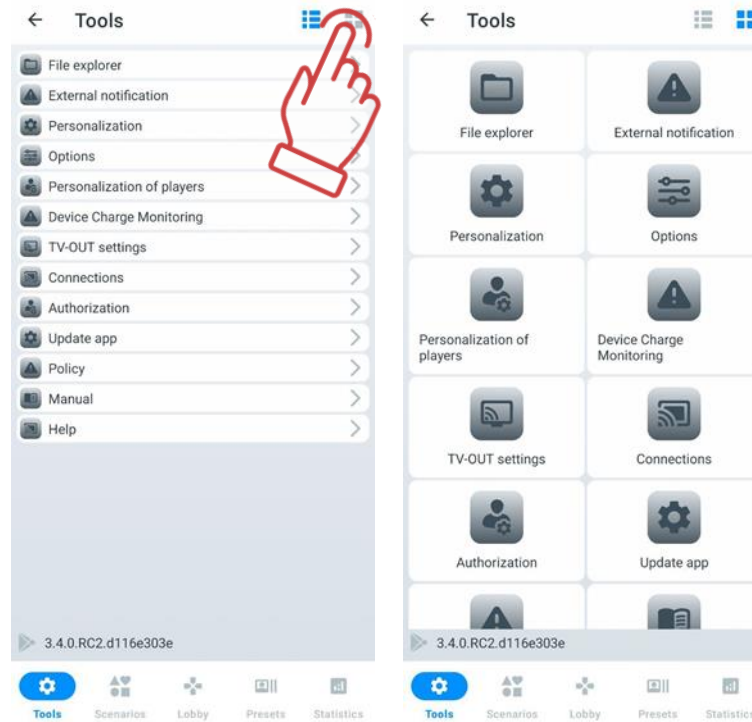 Tools
File explorer
External notification
Personalization
Options
Personalization of players
Device Charge Monitoring
TV-OUT settings
Connections
Authorization
Update app
Policy
Manual
Help
3.4.0.RC2.d116e303e
Tools Scenarios Lobby Presets Statistics
Tools
File explorer External notification
Personalization Options
Personalization of
players
Device Charge
Monitoring
TV-OUT settings Connections
Authorization Update app
3.4.0.RC2.d116e303e
Tools Scenarios Lobby Presets Statistics